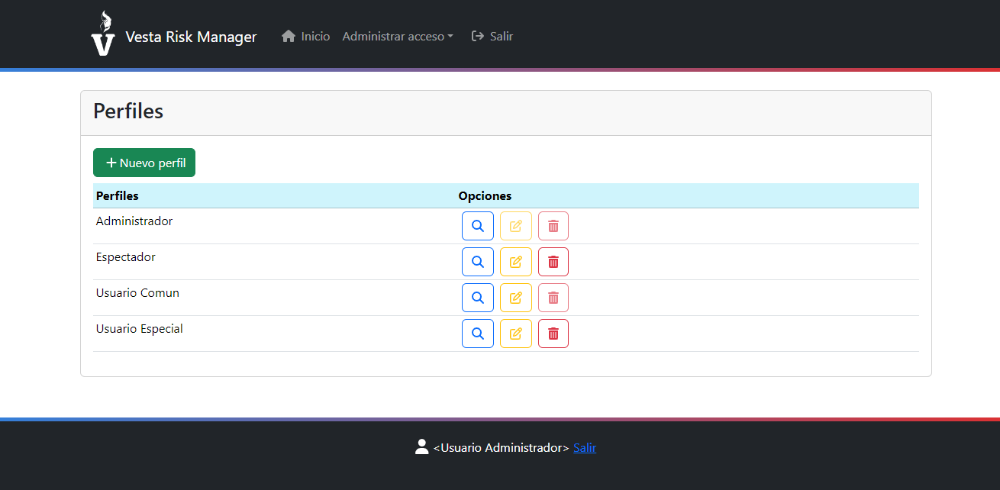 Vesta Risk Manager Inicio Administrar acceso Salir
Perfiles
Nuevo perfil
Perfiles Opciones
Administrador
Espectador
Usuario Comun
Usuario Especial
<Usuario Administrador> Salir